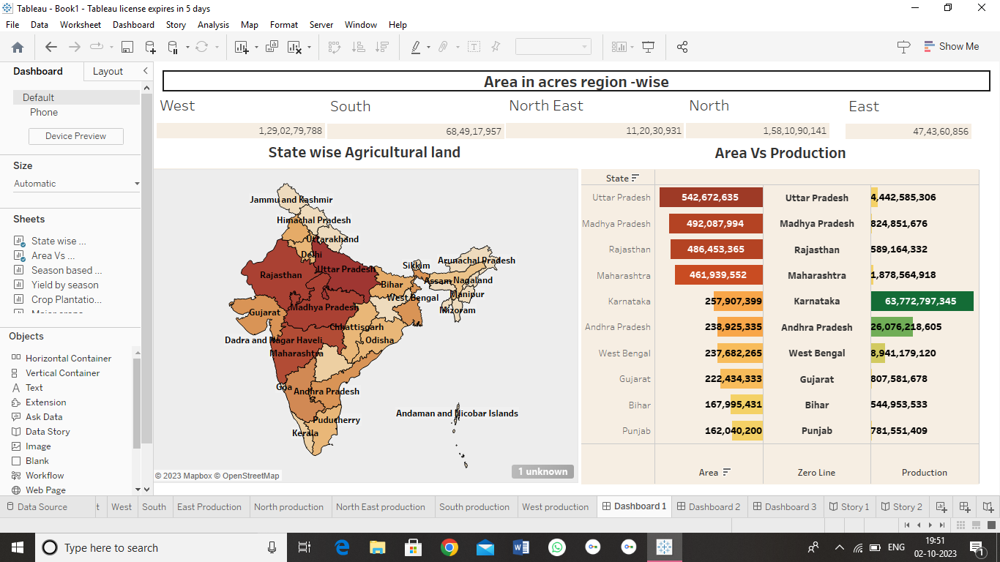 Tableau - Book1 - Tableau license expires in 5 days
File Data Worksheet Dashboard Story Analysis Map Format Server Window Help
Show Me
Dashboard Layout
Default
Phone
Device Preview
Size
Automatic
Sheets
State wise ...
Area Vs ...
Season based ...
Yield by season
Crop Plantatio...
Objects
Horizontal Container
Vertical Container
Text
Extension
Ask Data
Data Story
Image
Blank
Workflow
Web Page
Area in acres region -wise
West South North East North East
1,29,02,79,788 68,49,17,957 11,20,30,931 1,58,10,90,141 47,43,60,856
State wise Agricultural land
Jammu and Kashmir
Himachal Pradesh
Uttarakhand
Delhi
Arunachal Pradesh
Sikkim
Uttar Pradesh
Rajasthan
Bihar
Assam Nagaland
Manipur
West Bengal
Mizoram
Madhya Pradesh
Gujarat
Chhattisgarh
Dadra and Nagar Haveli
Odisha
Maharashtra
Goa
Andhra Pradesh
Andaman and Nicobar Islands
Puducherry
Kerala
1 unknown
© 2023 Mapbox © OpenStreetMap
Area Vs Production
State
Uttar Pradesh 542,672,635 Uttar Pradesh 4,442,585,306
Madhya Pradesh 492,087,994 Madhya Pradesh 824,851,676
Rajasthan 486,453,365 Rajasthan 589,164,332
Maharashtra 461,939,552 Maharashtra 1,878,564,918
Karnataka 257,907,399 Karnataka 63,772,797,345
Andhra Pradesh 238,925,335 Andhra Pradesh 26,076,218,605
West Bengal 237,682,265 West Bengal 8,941,179,120
Gujarat 222,434,333 Gujarat 807,581,678
Bihar 167,995,431 Bihar 544,953,533
Punjab 162,040,200 Punjab 781,551,409
Area Zero Line Production
Data Source t West South East Production North production North East production South production West production Dashboard 1 Dashboard 2 Dashboard 3 Story 1 Story 2
Type here to search
ENG
19:51
02-10-2023
1